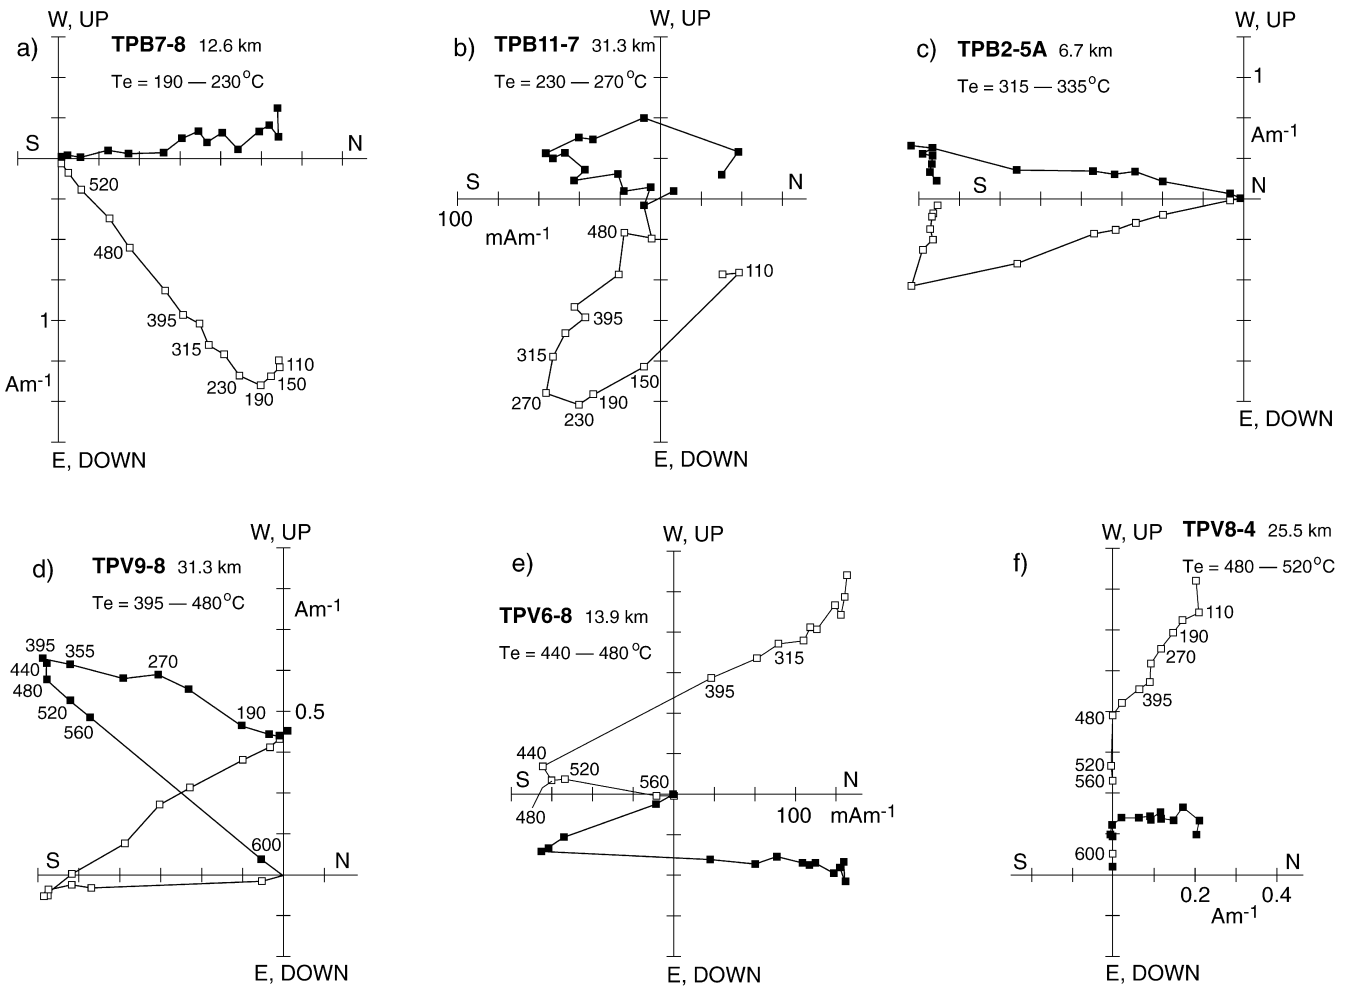 a)
W, UP
TPB7-8 12.6 km
Te = 190 — 230°C
S
N
520
480
395
315
230
190
150
110
1
Am-1
E, DOWN
b)
W, UP
TPB11-7 31.3 km
Te = 230 — 270°C
S
N
100
mAm-1
480
110
395
315
150
270
190
230
E, DOWN
c)
W, UP
TPB2-5A 6.7 km
Te = 315 — 335°C
1
Am-1
S
N
E, DOWN
d)
W, UP
TPV9-8 31.3 km
Te = 395 — 480°C
Am-1
395
355
440
270
480
520
190
0.5
560
600
S
N
E, DOWN
e)
W, UP
TPV6-8 13.9 km
Te = 440 — 480°C
315
395
440
520
S
560
N
480
100 mAm-1
E, DOWN
f)
W, UP
TPV8-4 25.5 km
Te = 480 — 520°C
110
190
270
395
480
520
560
600
S
N
0.2
0.4
Am-1
E, DOWN